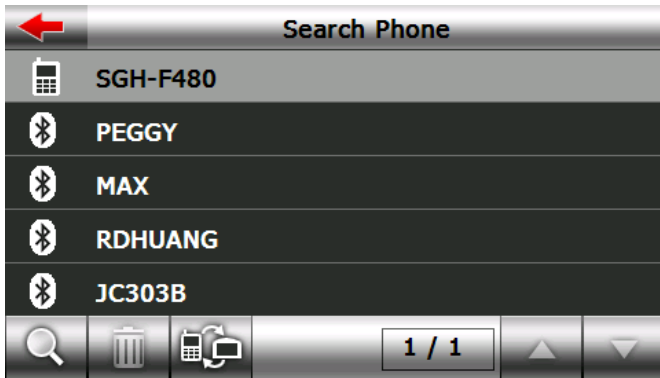 Search Phone
SGH-F480
PEGGY
MAX
RDHUANG
JC303B
1 / 1